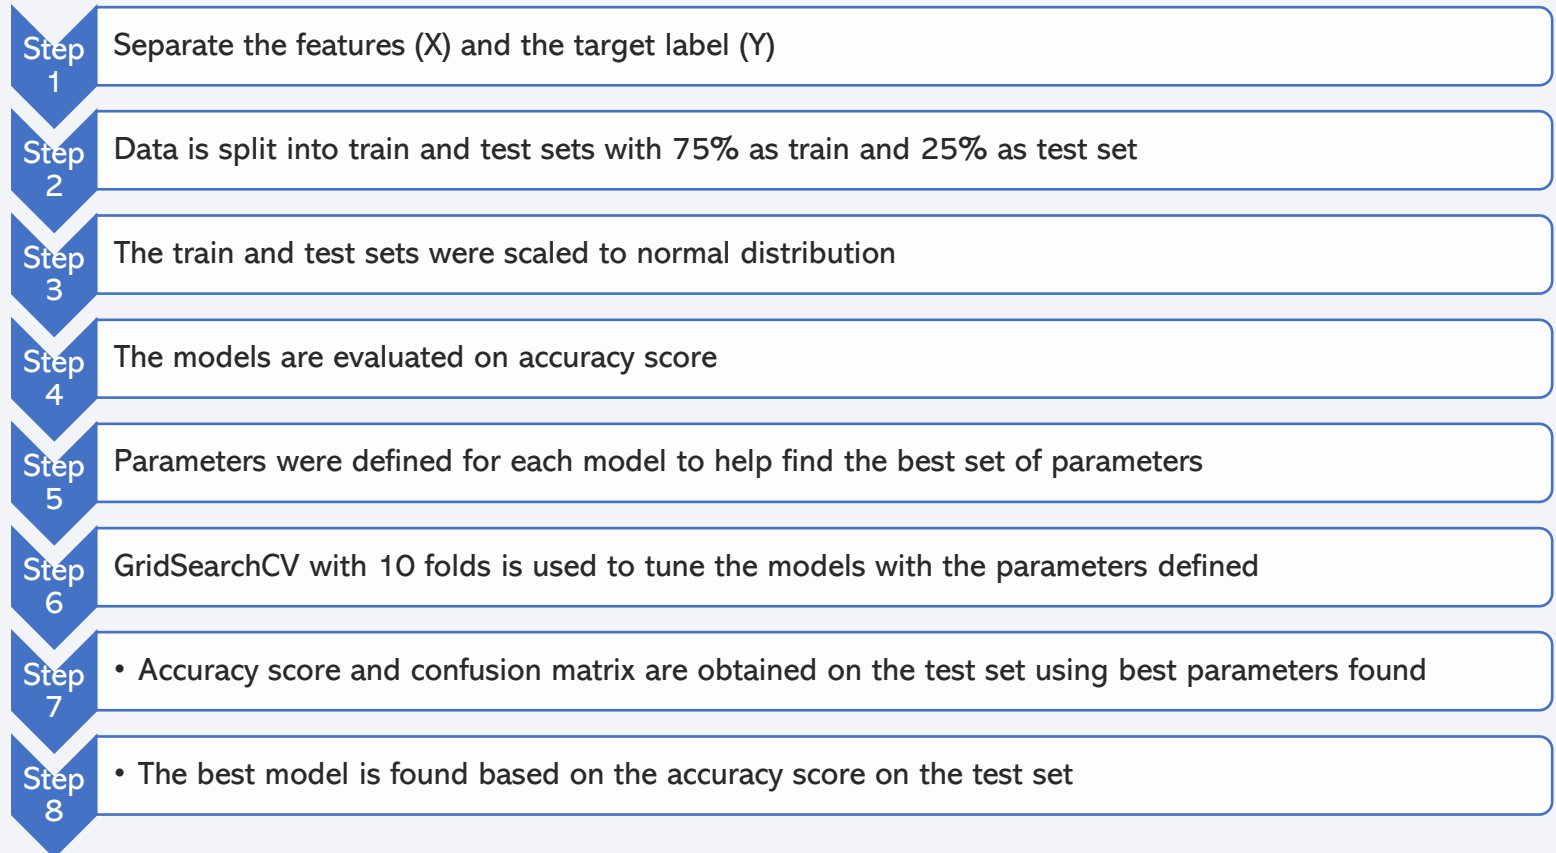 Step
1
Separate the features (X) and the target label (Y)
Step
2
Data is split into train and test sets with 75% as train and 25% as test set
Step
3
The train and test sets were scaled to normal distribution
Step
4
The models are evaluated on accuracy score
Step
5
Parameters were defined for each model to help find the best set of parameters
Step
6
GridSearchCV with 10 folds is used to tune the models with the parameters defined
Step
7
• Accuracy score and confusion matrix are obtained on the test set using best parameters found
Step
8
• The best model is found based on the accuracy score on the test set